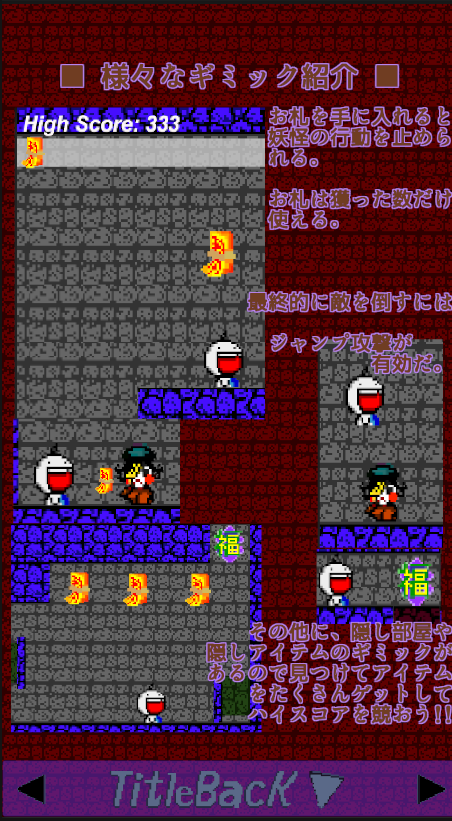 ■ 様々なギミック紹介 ■
High Score: 333
お札を手に入れると
妖怪の行動を止めら
れる。
お札は獲った数だけ
使える。
最終的に敵を倒すには
ジャンプ攻撃が
有効だ。
福
福
その他に、隠し部屋や
隠しアイテムのギミックが
あるので見つけてアイテム
をたくさんゲットして
ハイスコアを競おう!!
TitleBacK